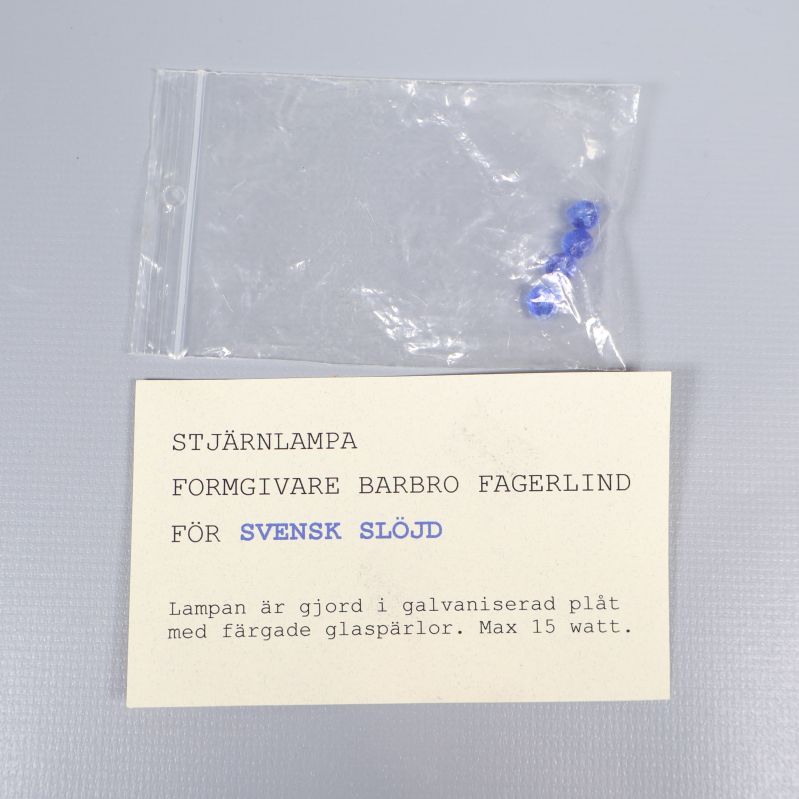 STJÄRNLAMPA
FORMGIVARE BARBRO FAGERLIND
FÖR SVENSK SLÖJD
Lampan är gjord i galvaniserad plåt
med färgade glaspärlor. Max 15 watt.